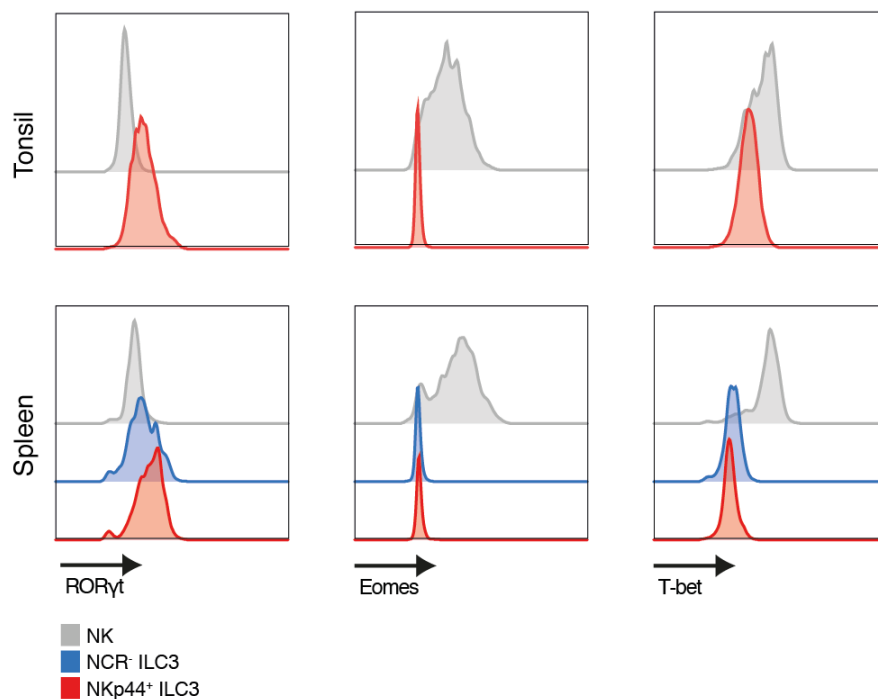 Tonsil
Spleen
RORγt
Eomes
T-bet
NK
NCR⁻ ILC3
NKp44⁺ ILC3